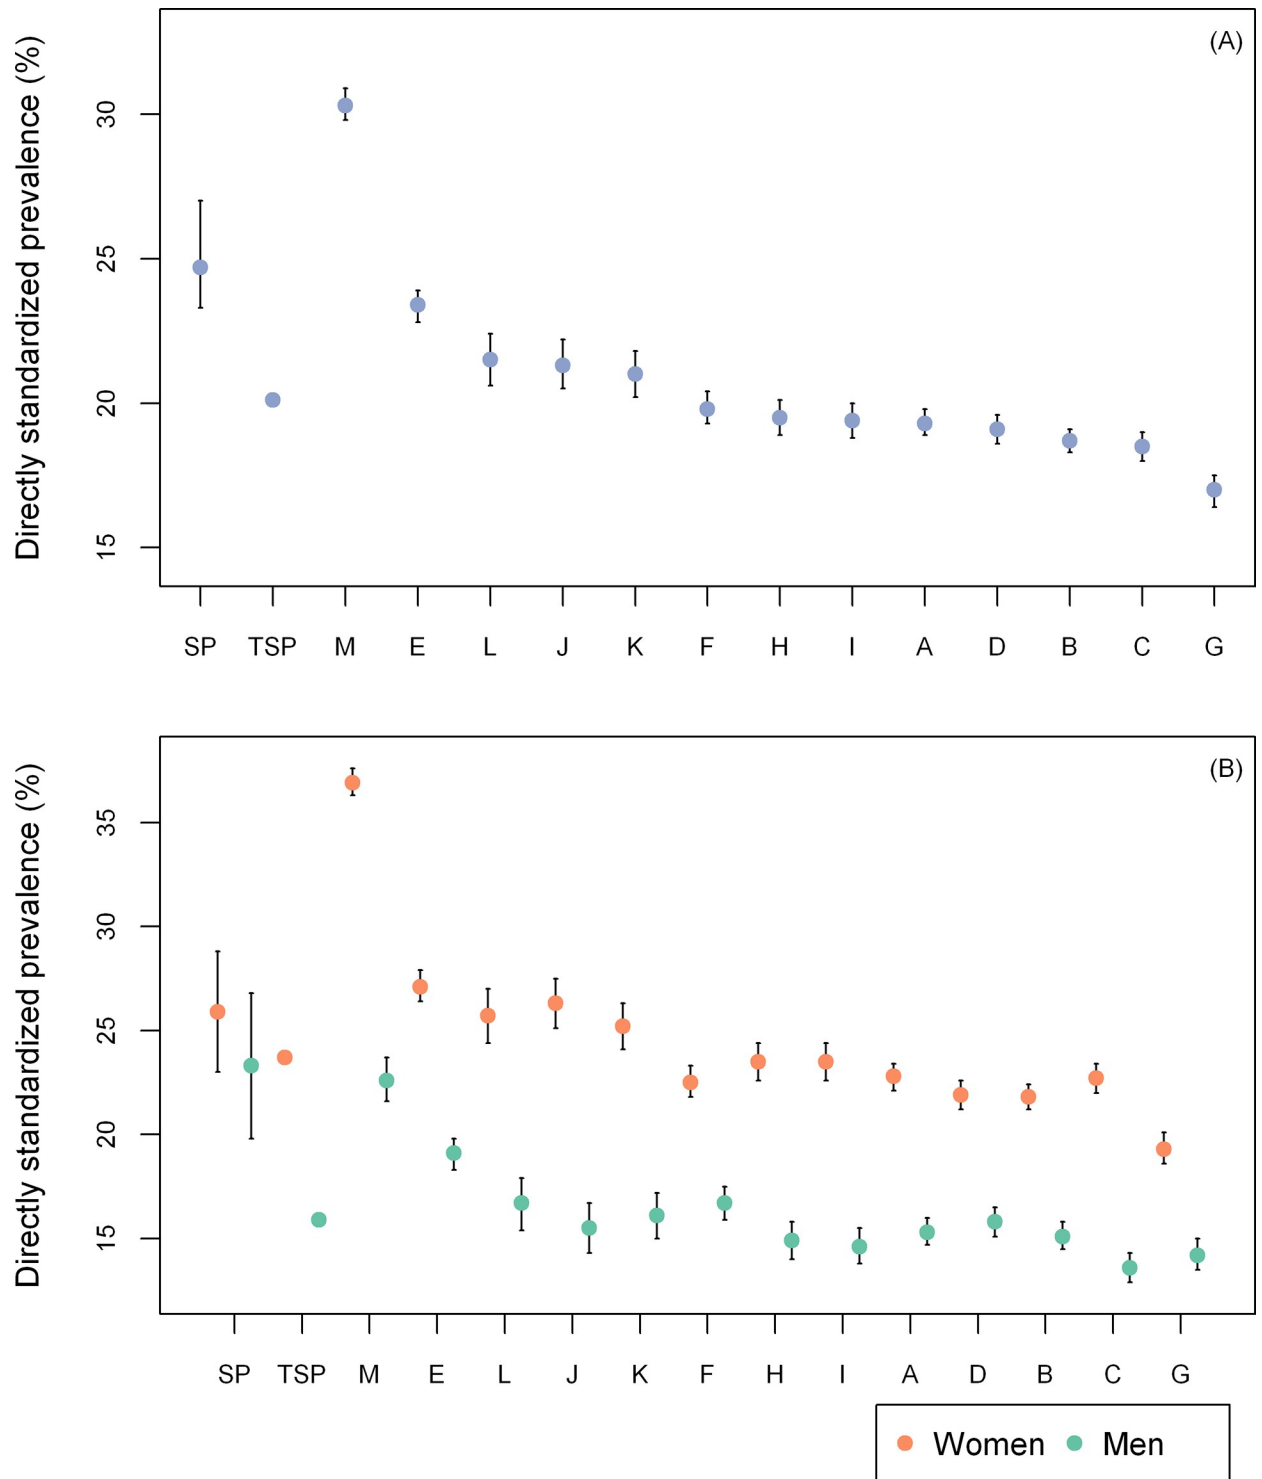 (A)
Directly standardized prevalence (%)
30
25
20
15
SP TSP M E L J K F H I A D B C G
(B)
Directly standardized prevalence (%)
35
30
25
20
15
SP TSP M E L J K F H I A D B C G
Women Men